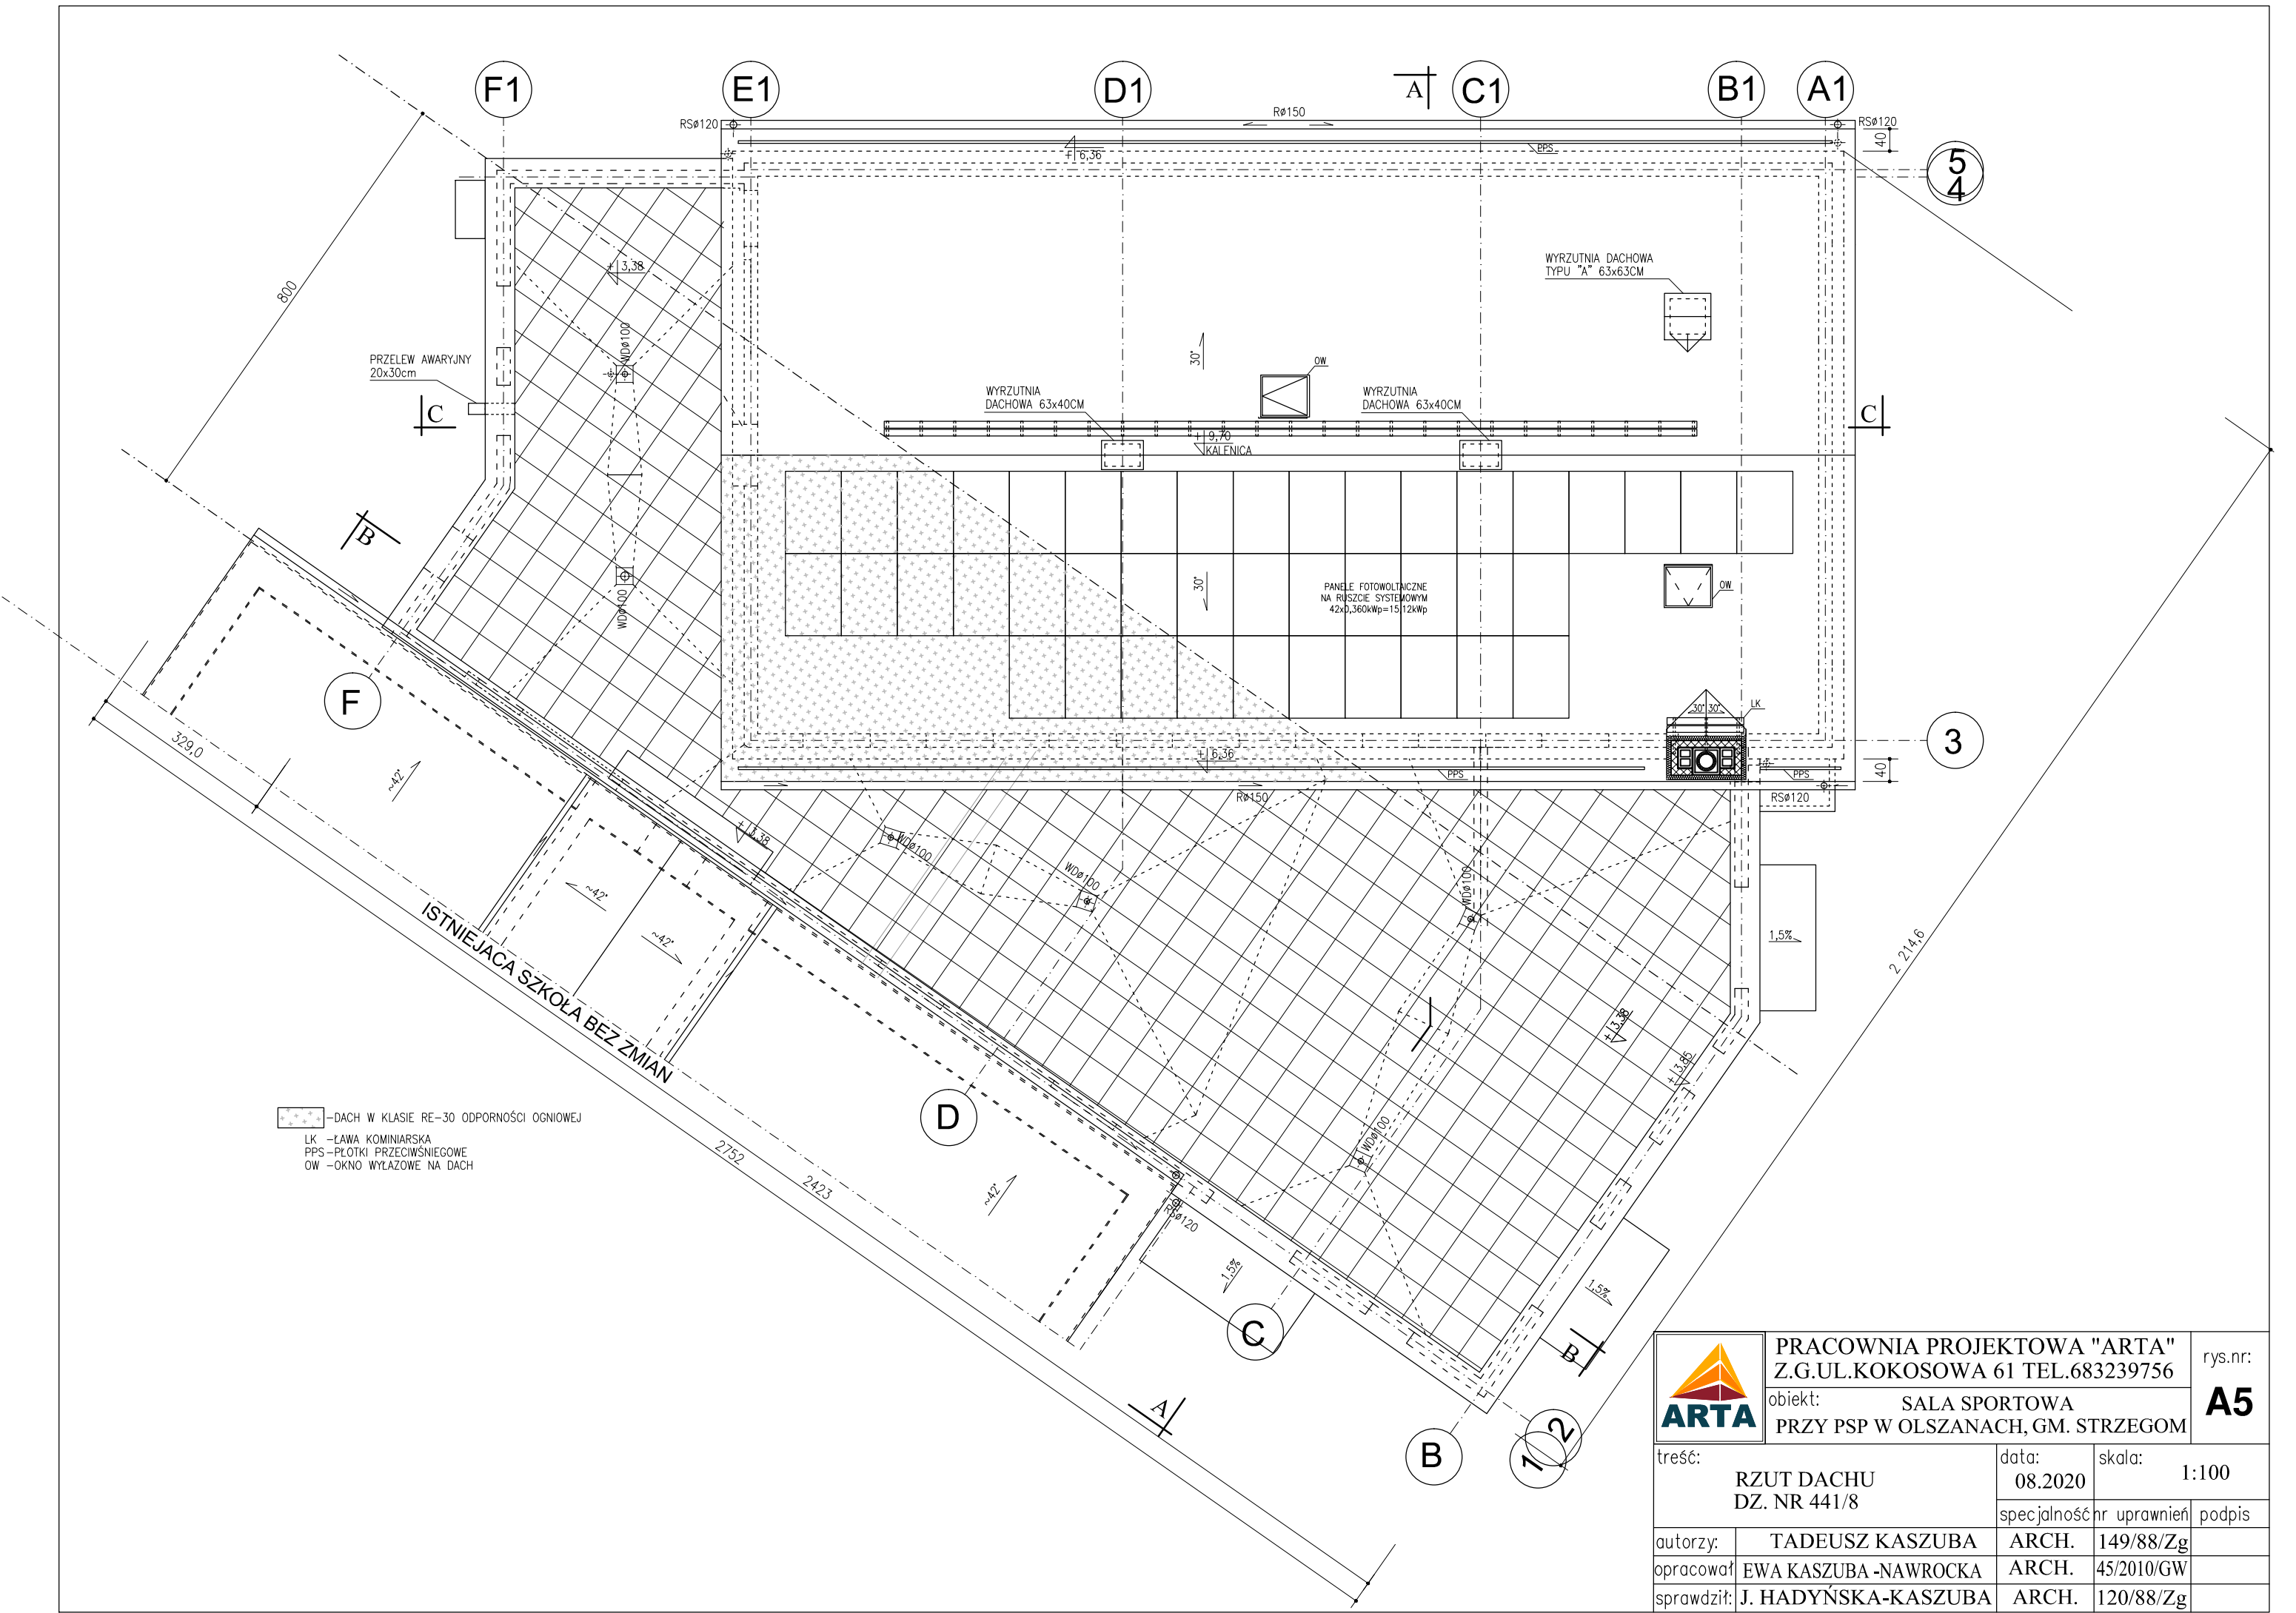 F1
E1
D1
A
C1
B1
A1
RSø120
Rø150
RSø120
40
+ 6,36
PPS
5
4
800
+ 3,38
WYRZUTNIA DACHOWA
TYPU "A" 63x63CM
WDø100
30°
OW
PRZELEW AWARYJNY
20x30cm
WYRZUTNIA
DACHOWA 63x40CM
WYRZUTNIA
DACHOWA 63x40CM
C
C
+ 9,70
KALENICA
B
WDø100
30°
PANELE FOTOWOLTAICZNE
NA RUSZCIE SYSTEMOWYM
42x0,360kWp=15,12kWp
OW
F
30° 30°
LK
329,0
3
+ 6,36
PPS
PPS
40
~42°
Rø150
RSø120
+ 3,38
WDø100
WDø100
WDø100
~42°
~42°
1,5%
2 214,6
ISTNIEJACA SZKOŁA BEZ ZMIAN
+ 3,38
+ 3,85
D
WDø100
-DACH W KLASIE RE-30 ODPORNOŚCI OGNIOWEJ
LK -ŁAWA KOMINIARSKA
PPS-PŁOTKI PRZECIWŚNIEGOWE
OW -OKNO WYŁAZOWE NA DACH
2752
2423
~42°
RSø120
1,5%
1,5%
C
B
A
B
1
2
ARTA
PRACOWNIA PROJEKTOWA "ARTA"
Z.G.UL.KOKOSOWA 61 TEL.683239756
rys.nr:
A5
obiekt: SALA SPORTOWA
PRZY PSP W OLSZANACH, GM. STRZEGOM
treść:
RZUT DACHU
DZ. NR 441/8
data:
08.2020
skala:
1:100
specjalność nr uprawnień podpis
autorzy: TADEUSZ KASZUBA ARCH. 149/88/Zg
opracował EWA KASZUBA -NAWROCKA ARCH. 45/2010/GW
sprawdził: J. HADYŃSKA-KASZUBA ARCH. 120/88/Zg